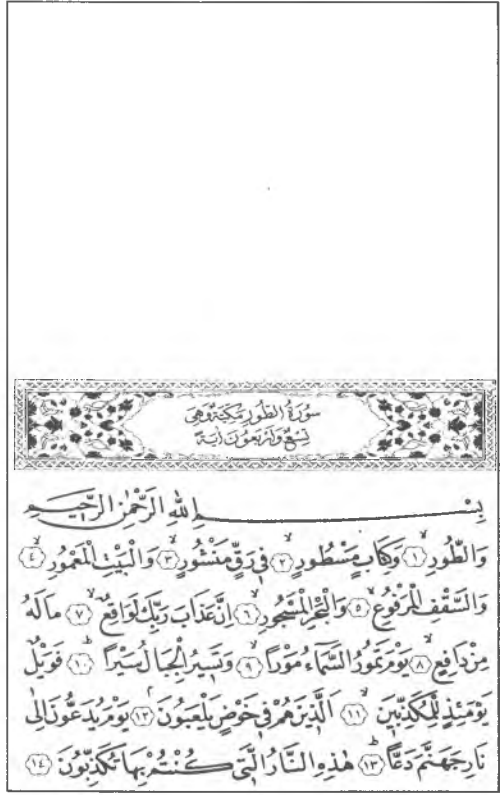 سُورَةُ الطُّورِ مَكِّيَّةٌ وَهِيَ
تِسْعٌ وَاَرْبَعُونَ اٰيَةً
بِسْمِ اللّٰهِ الرَّحْمٰنِ الرَّحِيمِ
وَالطُّورِۙ ﴿١﴾ وَكِتَابٍ مَسْطُورٍۙ ﴿٢﴾ فٖي رَقٍّ مَنْشُورٍۙ ﴿٣﴾ وَالْبَيْتِ الْمَعْمُورِۙ ﴿٤﴾
وَالسَّقْفِ الْمَرْفُوعِۙ ﴿٥﴾ وَالْبَحْرِ الْمَسْجُورِۙ ﴿٦﴾ اِنَّ عَذَابَ رَبِّكَ لَوَاقِعٌۙ ﴿٧﴾ مَا لَهُ
مِنْ دَافِعٍۙ ﴿٨﴾ يَوْمَ تَمُورُ السَّمَٓاءُ مَوْرًاۙ ﴿٩﴾ وَتَسٖيرُ الْجِبَالُ سَيْرًاۜ ﴿١٠﴾ فَوَيْلٌ
يَوْمَئِذٍ لِلْمُكَذِّبٖينَۙ ﴿١١﴾ اَلَّذٖينَ هُمْ فٖي خَوْضٍ يَلْعَبُونَۢ ﴿١٢﴾ يَوْمَ يُدَعُّونَ اِلٰى
نَارِ جَهَنَّمَ دَعًّاۜ ﴿١٣﴾ هٰذِهِ النَّارُ الَّتٖي كُنْتُمْ بِهَا تُكَذِّبُونَ ﴿١٤﴾